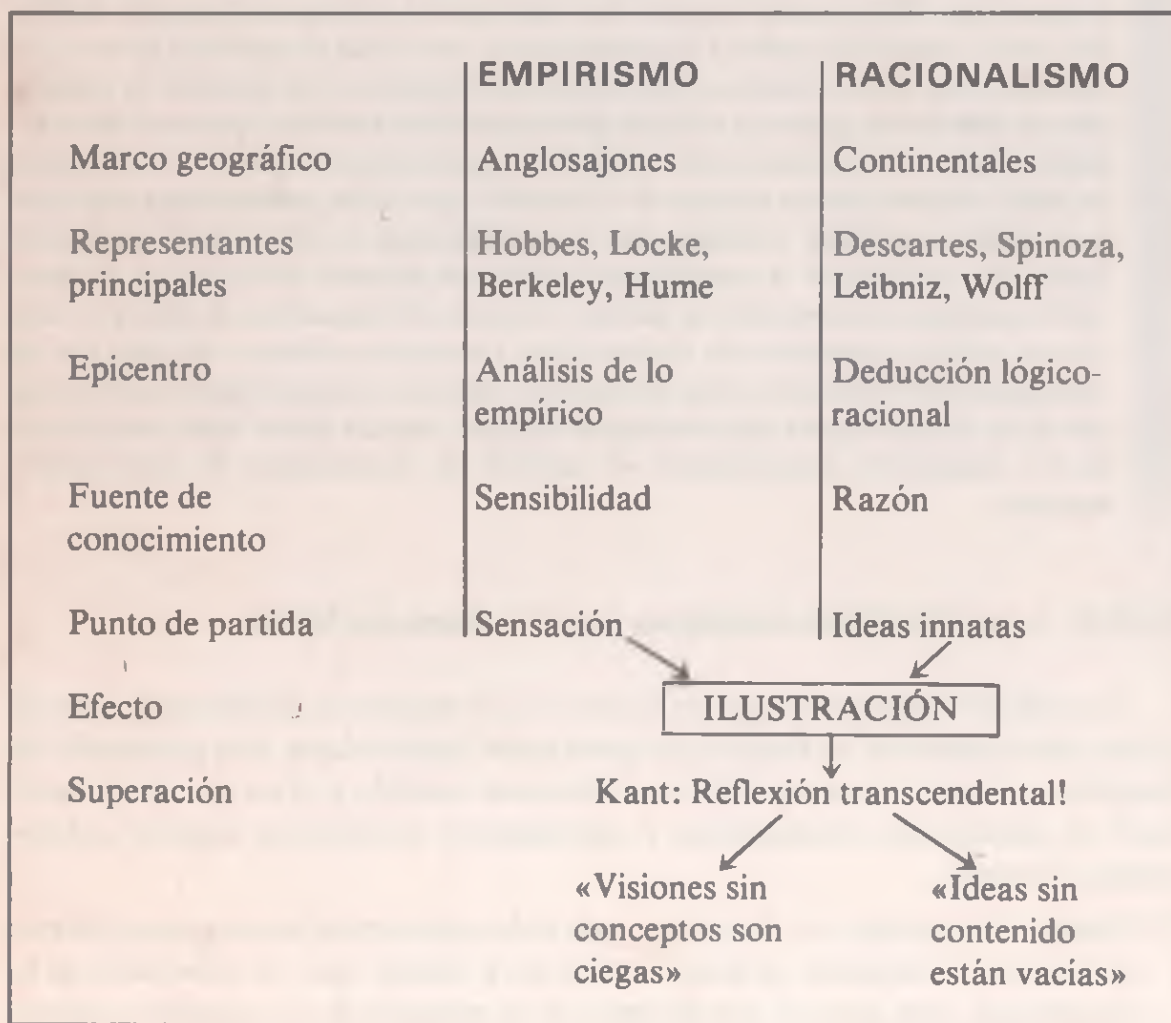 EMPIRISMO RACIONALISMO
Marco geográfico Anglosajones Continentales
Representantes Hobbes, Locke, Descartes, Spinoza,
principales Berkeley, Hume Leibniz, Wolff
Epicentro Análisis de lo Deducción lógico-
empírico racional
Fuente de Sensibilidad Razón
conocimiento
Punto de partida Sensación Ideas innatas
Efecto ILUSTRACIÓN
Superación Kant: Reflexión transcendental!
«Visiones sin «Ideas sin
conceptos son contenido
ciegas» están vacías»